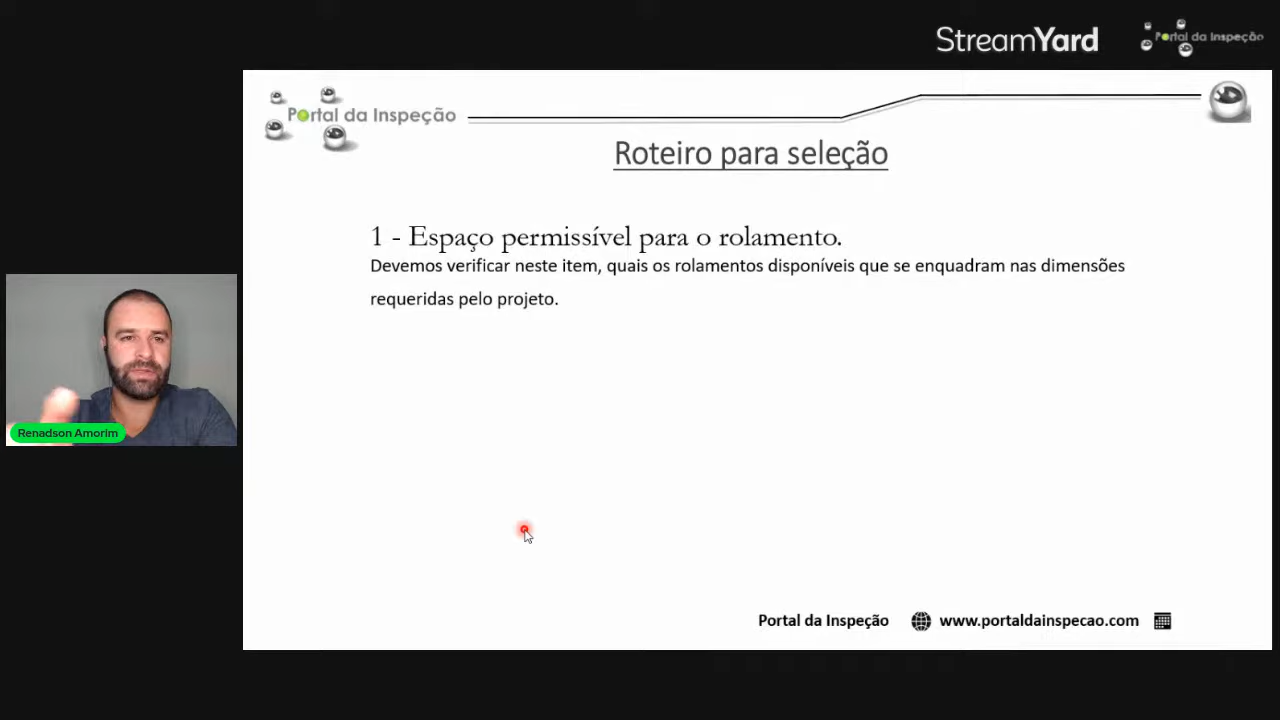 StreamYard
Portal da Inspeção
Portal da Inspeção
Roteiro para seleção
1 - Espaço permissível para o rolamento.
Devemos verificar neste item, quais os rolamentos disponíveis que se enquadram nas dimensões
requeridas pelo projeto.
Renadson Amorim
Portal da Inspeção www.portaldainspecao.com